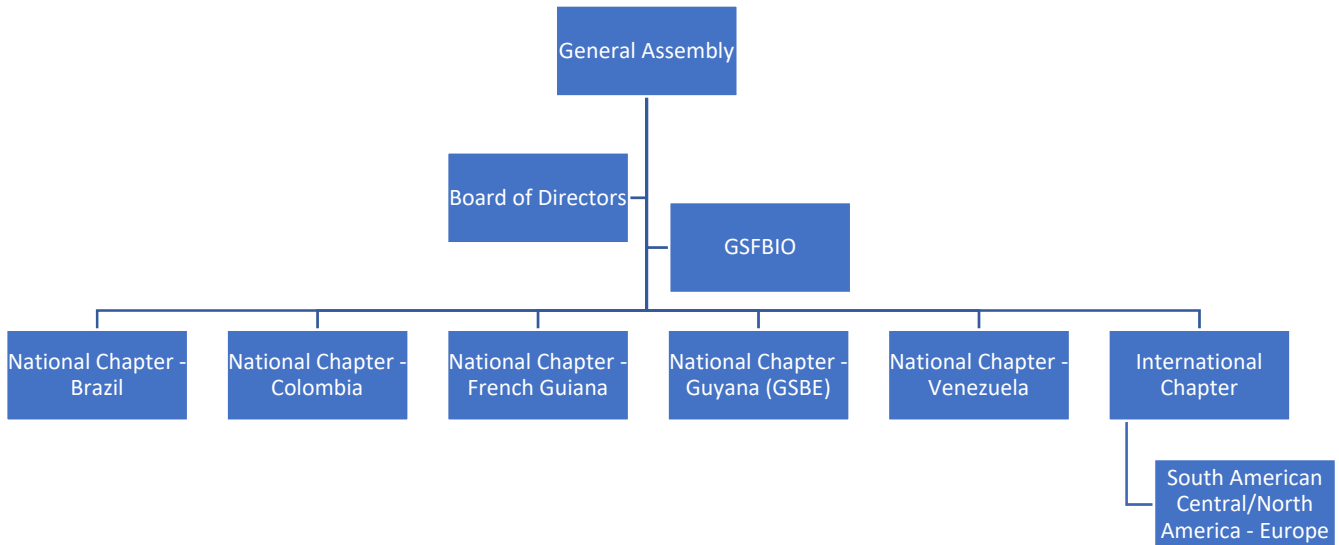 General Assembly
Board of Directors
GSFBIO
National Chapter -
Brazil
National Chapter -
Colombia
National Chapter -
French Guiana
National Chapter -
Guyana (GSBE)
National Chapter -
Venezuela
International
Chapter
South American
Central/North
America - Europe